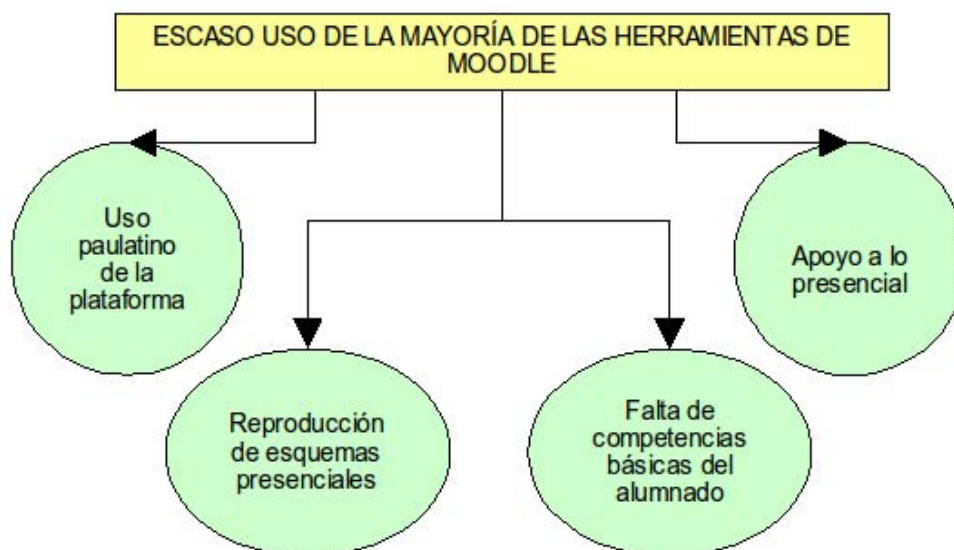 ESCASO USO DE LA MAYORÍA DE LAS HERRAMIENTAS DE
MOODLE
Uso
paulatino
de la
plataforma
Reproducción
de esquemas
presenciales
Falta de
competencias
básicas del
alumnado
Apoyo a lo
presencial